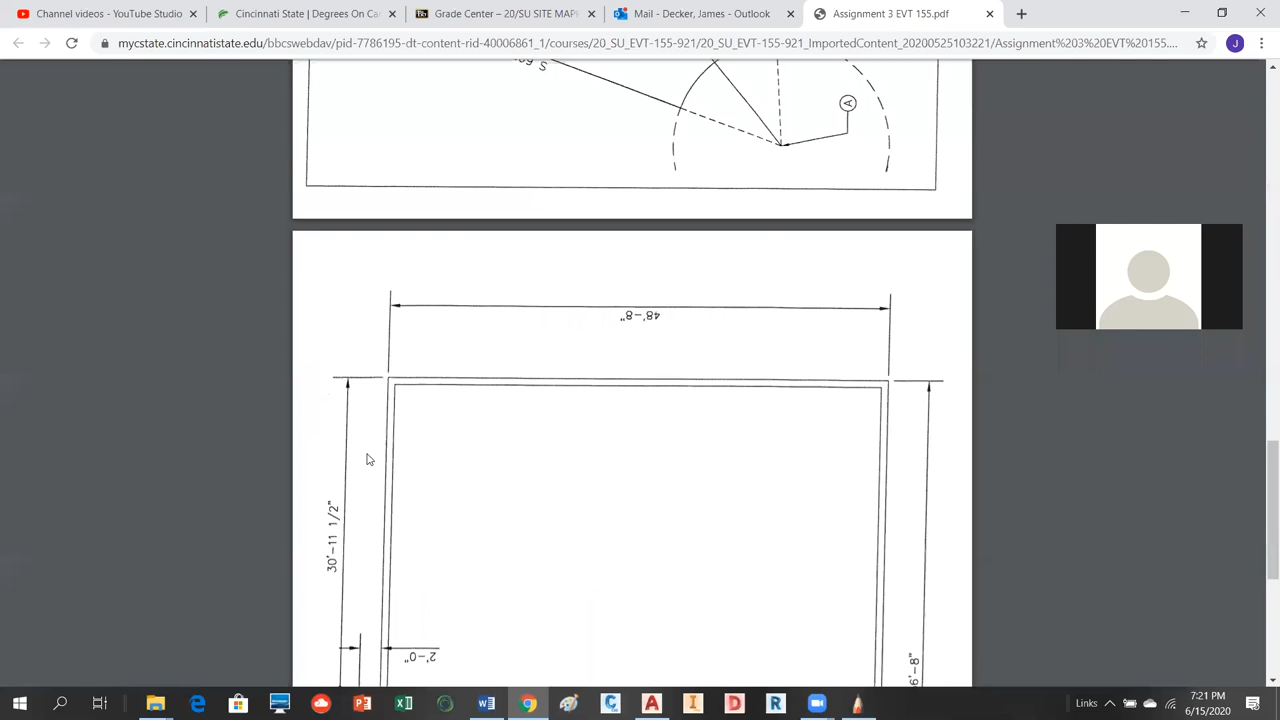 Channel videos - YouTube Studio
Cincinnati State | Degrees On Ca
Grade Center – 20/SU SITE MAP
Mail - Decker, James - Outlook
Assignment 3 EVT 155.pdf
mycstate.cincinnatistate.edu/bbcswebdav/pid-7786195-dt-content-rid-40006861_1/courses/20_SU_EVT-155-921/20_SU_EVT-155-921_ImportedContent_20200525103221/Assignment%203%20EVT%20155....
J
A
48'-8"
30'-11 1/2"
2'-0"
6'-8"
Links
7:21 PM
6/15/2020